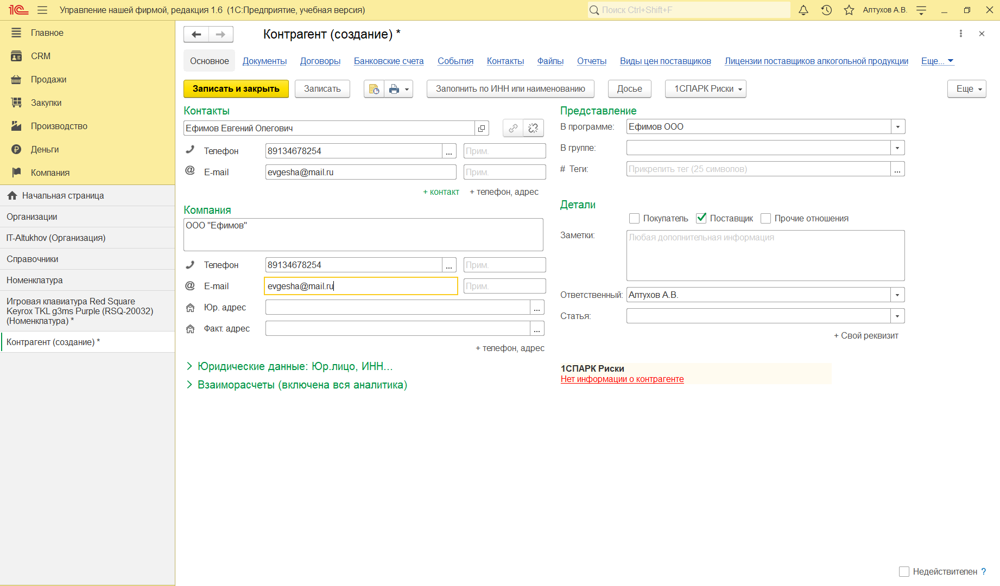 1С Управление нашей фирмой, редакция 1.6 (1С:Предприятие, учебная версия) Поиск Ctrl+Shift+F Алтухов А.В.
Главное
CRM
Продажи
Закупки
Производство
Деньги
Компания
Начальная страница
Организации
IT-Altukhov (Организация)
Справочники
Номенклатура
Игровая клавиатура Red Square
Keyrox TKL g3ms Purple (RSQ-20032)
(Номенклатура) *
Контрагент (создание) *
Контрагент (создание) *
Основное Документы Договоры Банковские счета События Контакты Файлы Отчеты Виды цен поставщиков Лицензии поставщиков алкогольной продукции Еще...
Записать и закрыть Записать Заполнить по ИНН или наименованию Досье 1СПАРК Риски Еще
Контакты
Ефимов Евгений Олегович
Телефон 89134678254 ... Прим.
@ E-mail evgesha@mail.ru Прим.
+ контакт + телефон, адрес
Компания
ООО "Ефимов"
Телефон 89134678254 ... Прим.
@ E-mail evgesha@mail.ru Прим.
Юр. адрес ...
Факт. адрес ...
+ телефон, адрес
Юридические данные: Юр.лицо, ИНН...
Взаиморасчеты (включена вся аналитика)
Представление
В программе: Ефимов ООО
В группе:
# Теги: Прикрепить тег (25 символов) ...
Детали
Покупатель Поставщик Прочие отношения
Заметки: Любая дополнительная информация
Ответственный: Алтухов А.В.
Статья:
+ Свой реквизит
1СПАРК Риски
Нет информации о контрагенте
Недействителен ?